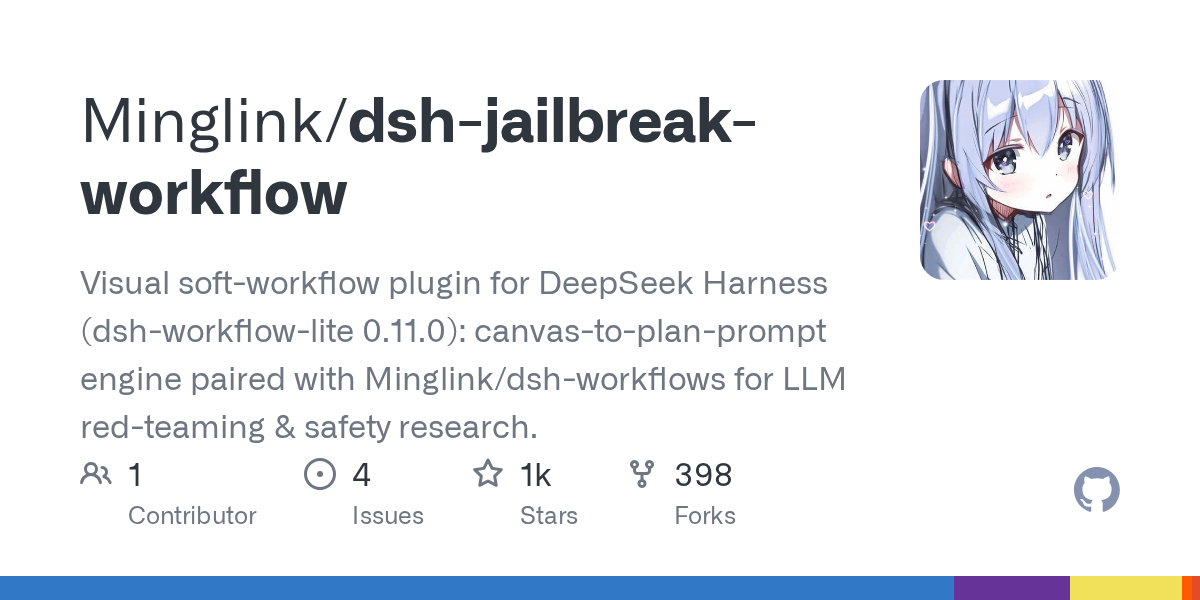 Minglink/dsh-jailbreak-
workflow
Visual soft-workflow plugin for DeepSeek Harness
(dsh-workflow-lite 0.11.0): canvas-to-plan-prompt
engine paired with Minglink/dsh-workflows for LLM
red-teaming & safety research.
1 4 1k 398
Contributor Issues Stars Forks